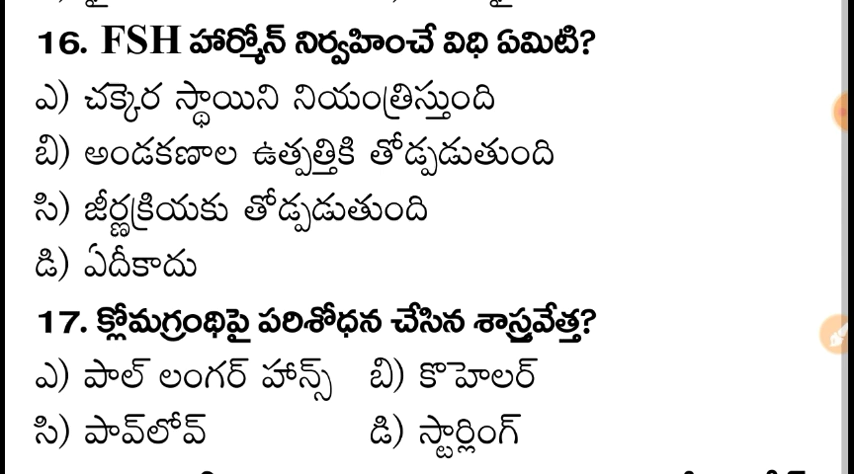 16. FSH హార్మోన్ నిర్వహించే విధి ఏమిటి?
ఎ) చక్కెర స్థాయిని నియంత్రిస్తుంది
బి) అండకణాల ఉత్పత్తికి తోడ్పడుతుంది
సి) జీర్ణక్రియకు తోడ్పడుతుంది
డి) ఏదీకాదు
17. క్లోమగ్రంథిపై పరిశోధన చేసిన శాస్త్రవేత్త?
ఎ) పాల్ లంగర్ హాన్స్ బి) కొహెలర్
సి) పావ్‌లోవ్ డి) స్టార్లింగ్